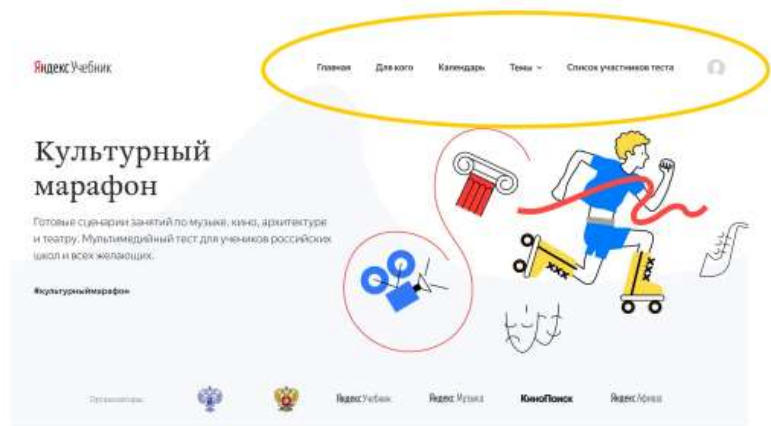 Яндекс Учебник
Главная Для кого Календарь Темы Список участников теста
Культурный
марафон
Готовые сценарии занятий по музыке, кино, архитектуре
и театру. Мультимедийный тест для учеников российских
школ и всех желающих.
#культурныймарафон
Организаторы: Яндекс Учебник Яндекс Музыка КиноПоиск Яндекс Афиша